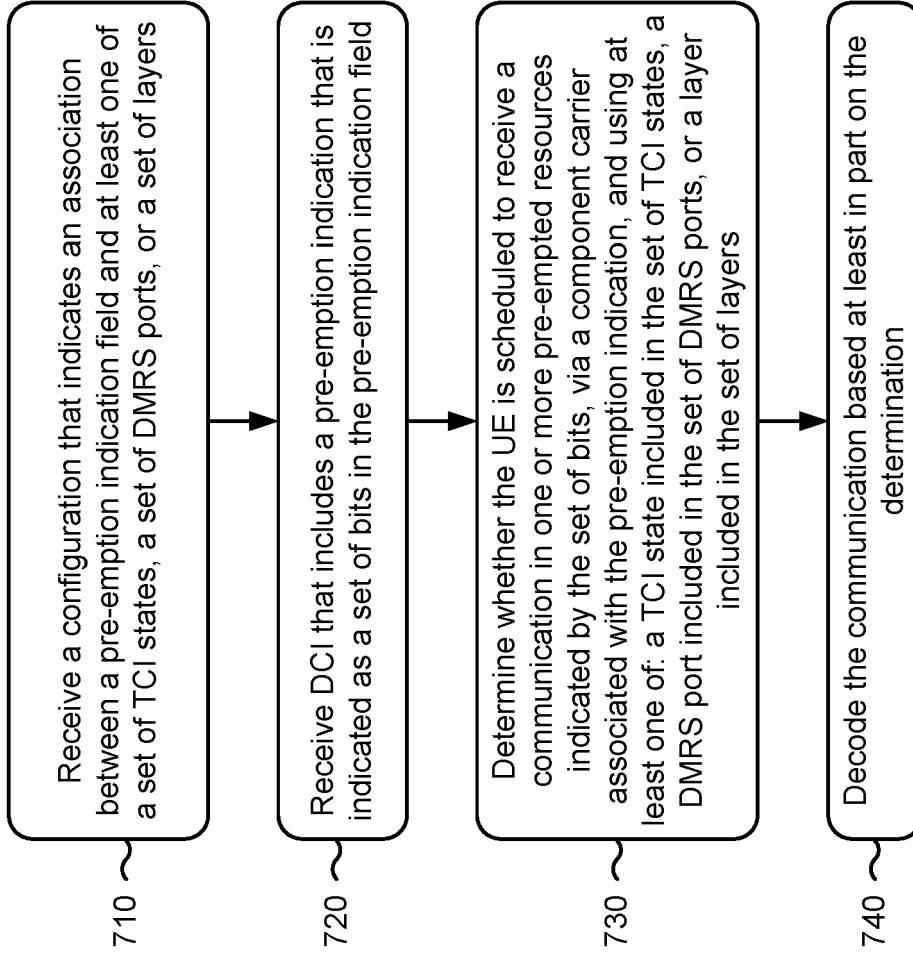 710
Receive a configuration that indicates an association
between a pre-emption indication field and at least one of
a set of TCI states, a set of DMRS ports, or a set of layers
720
Receive DCI that includes a pre-emption indication that is
indicated as a set of bits in the pre-emption indication field
730
Determine whether the UE is scheduled to receive a
communication in one or more pre-empted resources
indicated by the set of bits, via a component carrier
associated with the pre-emption indication, and using at
least one of: a TCI state included in the set of TCI states, a
DMRS port included in the set of DMRS ports, or a layer
included in the set of layers
740
Decode the communication based at least in part on the
determination